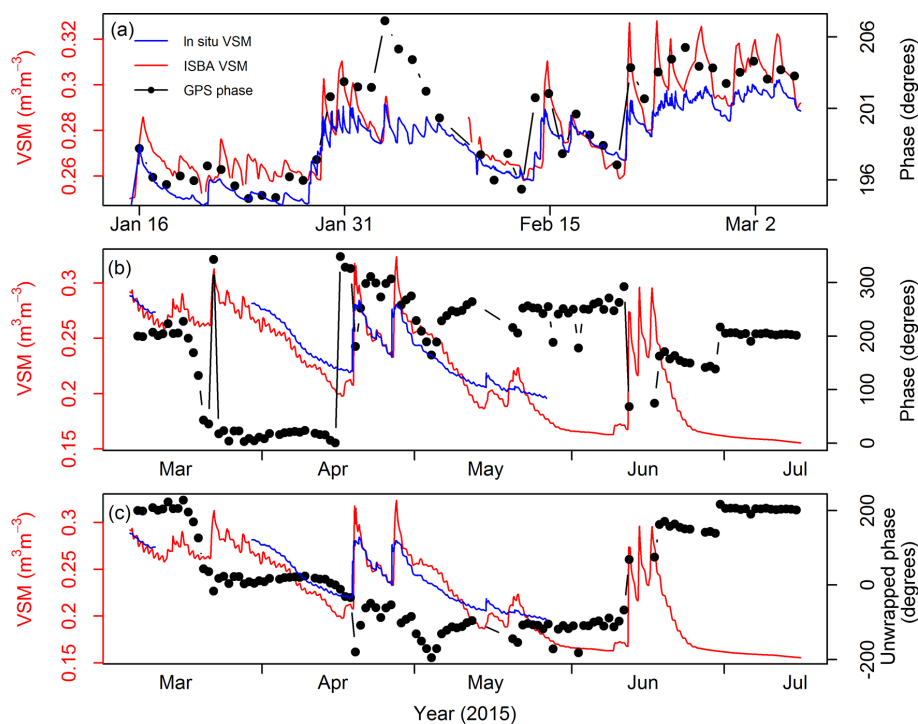 (a)
In situ VSM
ISBA VSM
GPS phase
VSM (m³m⁻³)
0.32
0.3
0.28
0.26
206
201
196
Phase (degrees)
Jan 16
Jan 31
Feb 15
Mar 2
(b)
VSM (m³m⁻³)
0.3
0.25
0.2
0.15
300
200
100
0
Phase (degrees)
Mar
Apr
May
Jun
Jul
(c)
VSM (m³m⁻³)
0.3
0.25
0.2
0.15
200
0
-200
Unwrapped phase
(degrees)
Mar
Apr
May
Jun
Jul
Year (2015)